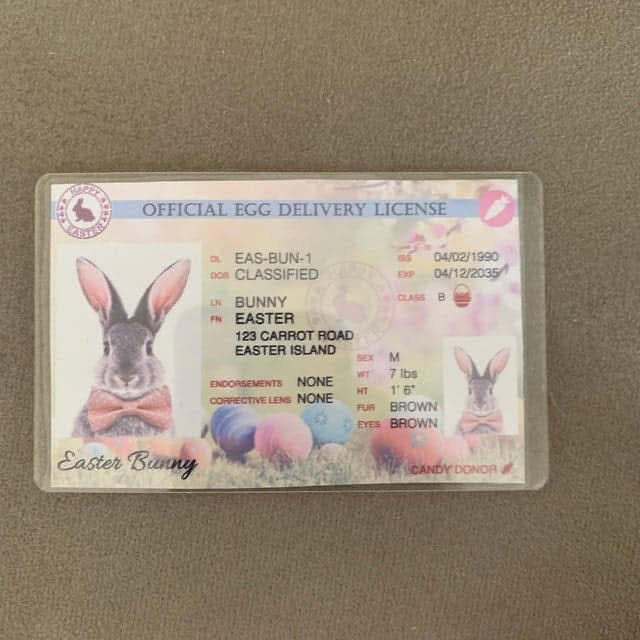 HAPPY EASTER
OFFICIAL EGG DELIVERY LICENSE
DL EAS-BUN-1
DOB CLASSIFIED
ISS 04/02/1990
EXP 04/12/2035
CLASS B
LN BUNNY
FN EASTER
123 CARROT ROAD
EASTER ISLAND
SEX M
WT 7 lbs
HT 1' 6"
FUR BROWN
EYES BROWN
ENDORSEMENTS NONE
CORRECTIVE LENS NONE
Easter Bunny
CANDY DONOR